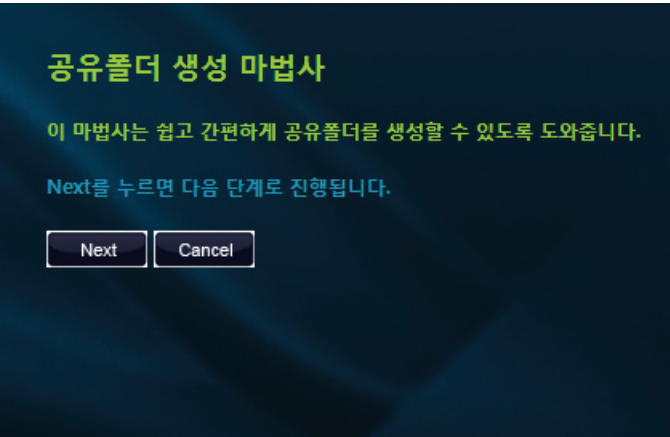 공유폴더 생성 마법사
이 마법사는 쉽고 간편하게 공유폴더를 생성할 수 있도록 도와줍니다.
Next를 누르면 다음 단계로 진행됩니다.
Next Cancel